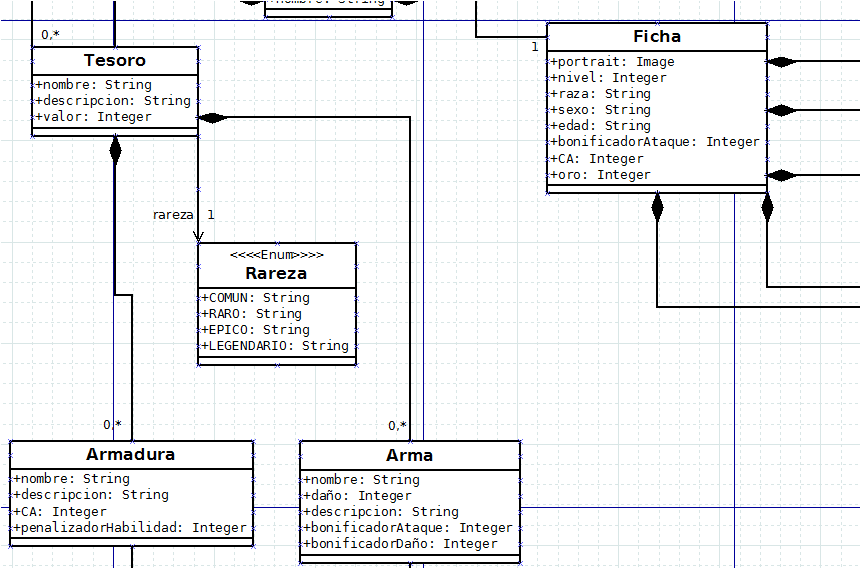 +nombre: String
0,*
Tesoro
+nombre: String
+descripcion: String
+valor: Integer
1
Ficha
+portrait: Image
+nivel: Integer
+raza: String
+sexo: String
+edad: String
+bonificadorAtaque: Integer
+CA: Integer
+oro: Integer
rareza 1
<<<<Enum>>>>
Rareza
+COMUN: String
+RARO: String
+EPICO: String
+LEGENDARIO: String
0,*
Armadura
+nombre: String
+descripcion: String
+CA: Integer
+penalizadorHabilidad: Integer
0,*
Arma
+nombre: String
+daño: Integer
+descripcion: String
+bonificadorAtaque: Integer
+bonificadorDaño: Integer